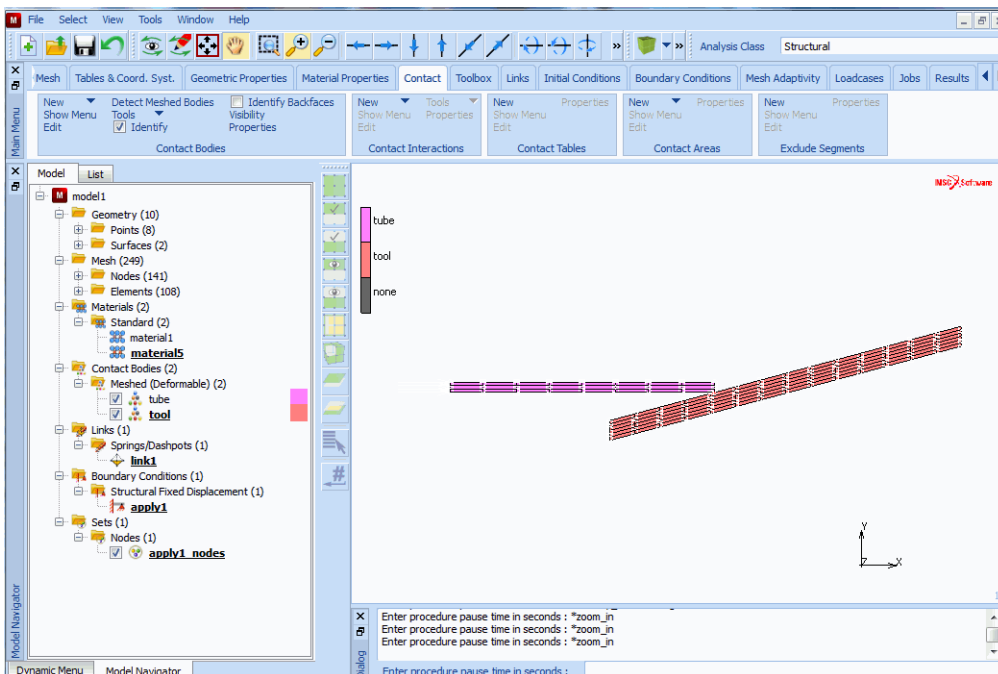 File Select View Tools Window Help
» » Analysis Class Structural
Mesh Tables & Coord. Syst. Geometric Properties Material Properties Contact Toolbox Links Initial Conditions Boundary Conditions Mesh Adaptivity Loadcases Jobs Results
Main Menu
New Detect Meshed Bodies Identify Backfaces
Show Menu Tools Visibility
Edit Identify Properties
Contact Bodies
New Tools
Show Menu Properties
Edit
Contact Interactions
New Properties
Show Menu
Edit
Contact Tables
New Properties
Show Menu
Edit
Contact Areas
New Properties
Show Menu
Edit
Exclude Segments
Model List
model1
Geometry (10)
Points (8)
Surfaces (2)
Mesh (249)
Nodes (141)
Elements (108)
Materials (2)
Standard (2)
material1
material5
Contact Bodies (2)
Meshed (Deformable) (2)
tube
tool
Links (1)
Springs/Dashpots (1)
link1
Boundary Conditions (1)
Structural Fixed Displacement (1)
apply1
Sets (1)
Nodes (1)
apply1_nodes
Model Navigator
Dynamic Menu Model Navigator
tube
tool
none
MSC Software
Y
Z X
1
Enter procedure pause time in seconds : *zoom_in
Enter procedure pause time in seconds : *zoom_in
Enter procedure pause time in seconds : *zoom_in
Enter procedure pause time in seconds :